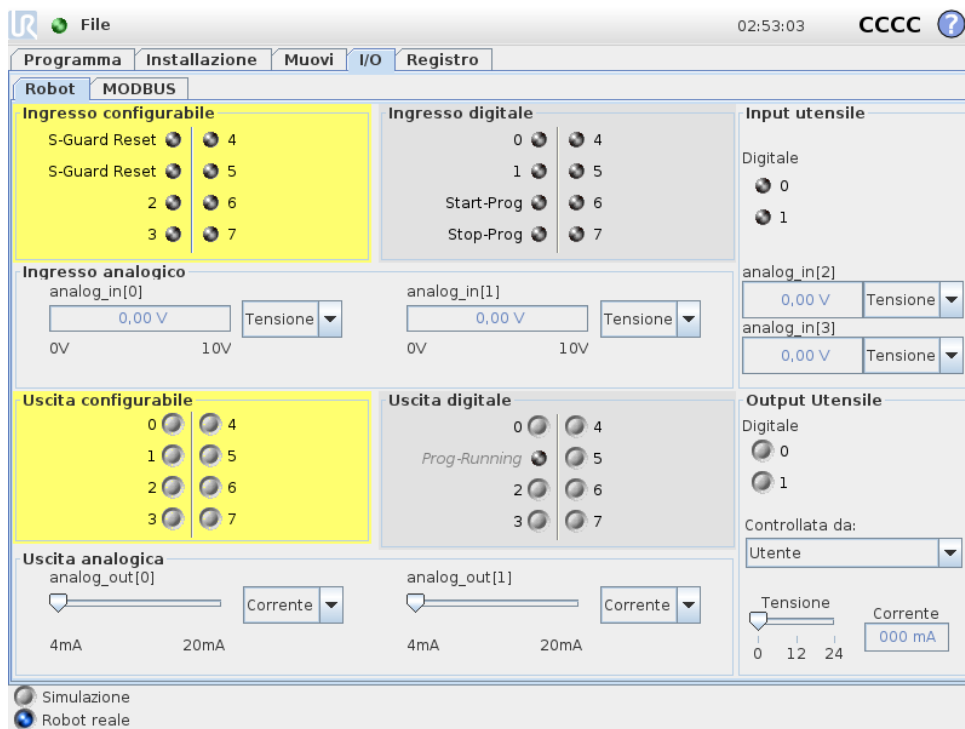 UR File 02:53:03 CCCC ?
Programma Installazione Muovi I/O Registro
Robot MODBUS
Ingresso configurabile
S-Guard Reset 4
S-Guard Reset 5
2 6
3 7
Ingresso digitale
0 4
1 5
Start-Prog 6
Stop-Prog 7
Input utensile
Digitale
0
1
analog_in[2]
0,00 V Tensione
analog_in[3]
0,00 V Tensione
Ingresso analogico
analog_in[0]
0,00 V Tensione
0V 10V
analog_in[1]
0,00 V Tensione
0V 10V
Uscita configurabile
0 4
1 5
2 6
3 7
Uscita digitale
0 4
Prog-Running 5
2 6
3 7
Output Utensile
Digitale
0
1
Controllata da:
Utente
Tensione
0 12 24
Corrente
000 mA
Uscita analogica
analog_out[0]
Corrente
4mA 20mA
analog_out[1]
Corrente
4mA 20mA
Simulazione
Robot reale